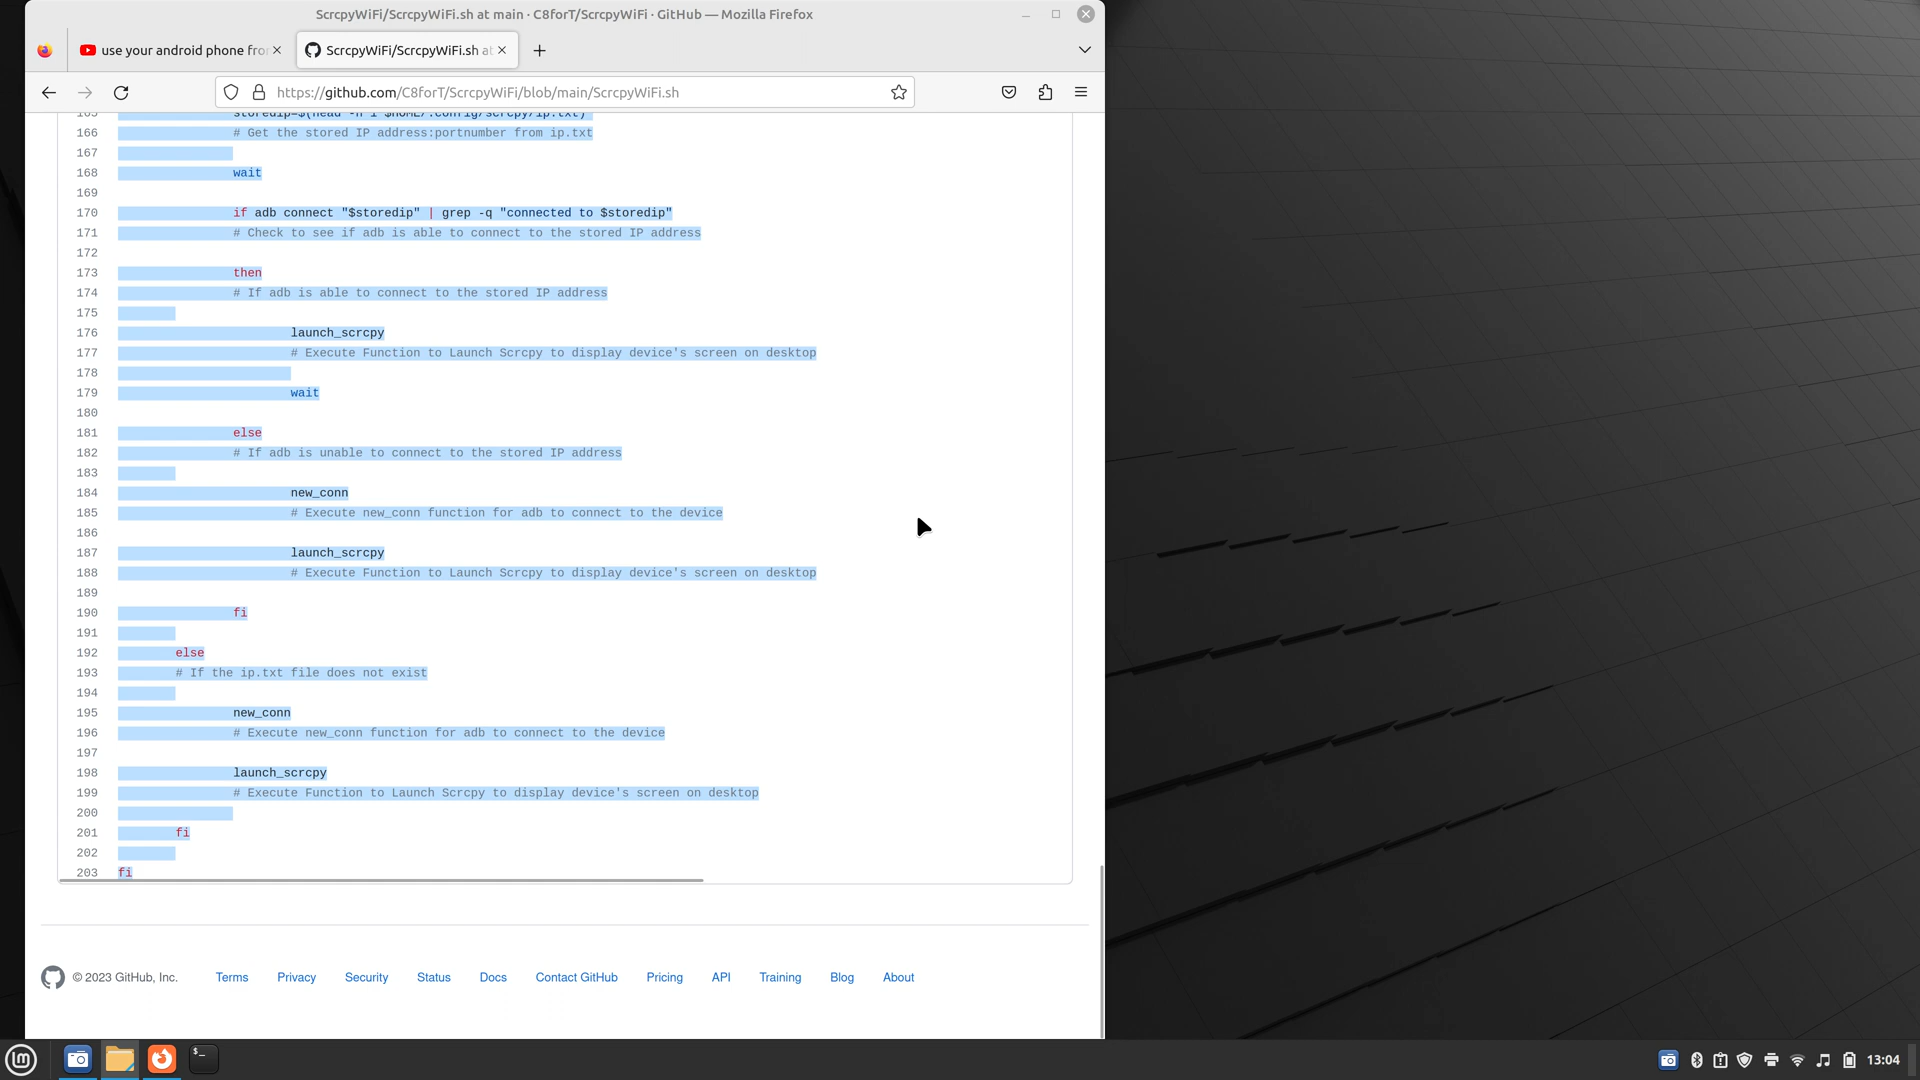 ScrcpyWiFi/ScrcpyWiFi.sh at main · C8forT/ScrcpyWiFi · GitHub — Mozilla Firefox
use your android phone fro
ScrcpyWiFi/ScrcpyWiFi.sh at
https://github.com/C8forT/ScrcpyWiFi/blob/main/ScrcpyWiFi.sh
165 storedip=$(head -n 1 $HOME/.config/scrcpy/ip.txt)
166 # Get the stored IP address:portnumber from ip.txt
167
168 wait
169
170 if adb connect "$storedip" | grep -q "connected to $storedip"
171 # Check to see if adb is able to connect to the stored IP address
172
173 then
174 # If adb is able to connect to the stored IP address
175
176 launch_scrcpy
177 # Execute Function to Launch Scrcpy to display device's screen on desktop
178
179 wait
180
181 else
182 # If adb is unable to connect to the stored IP address
183
184 new_conn
185 # Execute new_conn function for adb to connect to the device
186
187 launch_scrcpy
188 # Execute Function to Launch Scrcpy to display device's screen on desktop
189
190 fi
191
192 else
193 # If the ip.txt file does not exist
194
195 new_conn
196 # Execute new_conn function for adb to connect to the device
197
198 launch_scrcpy
199 # Execute Function to Launch Scrcpy to display device's screen on desktop
200
201 fi
202
203 fi
© 2023 GitHub, Inc. Terms Privacy Security Status Docs Contact GitHub Pricing API Training Blog About
lm $_ 13:04